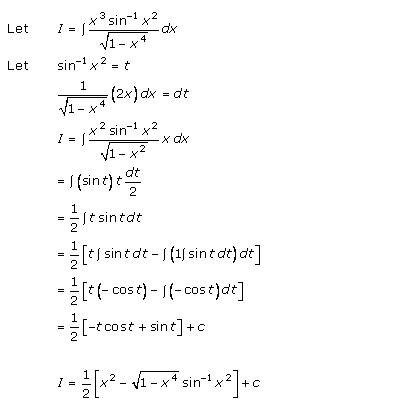 Let I = ∫ x³ sin⁻¹ x² / √(1 − x⁴) dx
Let sin⁻¹ x² = t
1 / √(1 − x⁴) (2x) dx = dt
I = ∫ x² sin⁻¹ x² / √(1 − x²) x dx
= ∫ (sin t) t dt/2
= 1/2 ∫ t sin t dt
= 1/2 [t ∫ sin t dt − ∫ (1 ∫ sin t dt) dt]
= 1/2 [t (− cos t) − ∫ (− cos t) dt]
= 1/2 [−t cos t + sin t] + c
I = 1/2 [x² − √(1 − x⁴) sin⁻¹ x²] + c